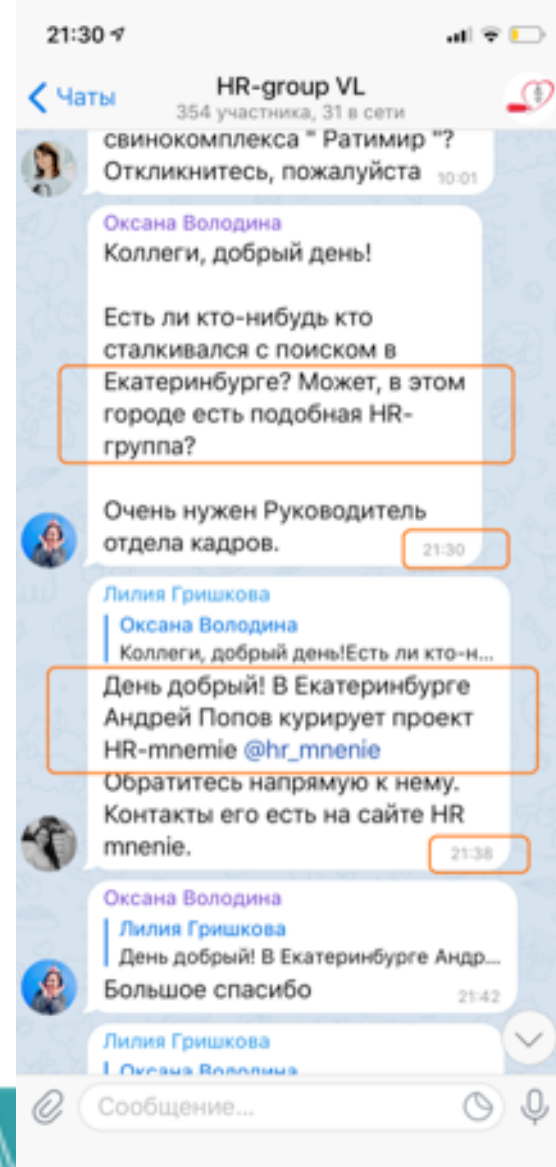 21:30
Чаты
HR-group VL
354 участника, 31 в сети
свинокомплекса " Ратимир "?
Откликнитесь, пожалуйста 10:01
Оксана Володина
Коллеги, добрый день!
Есть ли кто-нибудь кто
сталкивался с поиском в
Екатеринбурге? Может, в этом
городе есть подобная HR-
группа?
Очень нужен Руководитель
отдела кадров. 21:30
Лилия Гришкова
Оксана Володина
Коллеги, добрый день!Есть ли кто-н...
День добрый! В Екатеринбурге
Андрей Попов курирует проект
HR-mnemie @hr_mnenie
Обратитесь напрямую к нему.
Контакты его есть на сайте HR
mnenie. 21:38
Оксана Володина
Лилия Гришкова
День добрый! В Екатеринбурге Андр...
Большое спасибо 21:42
Лилия Гришкова
Оксана Володина
Сообщение...